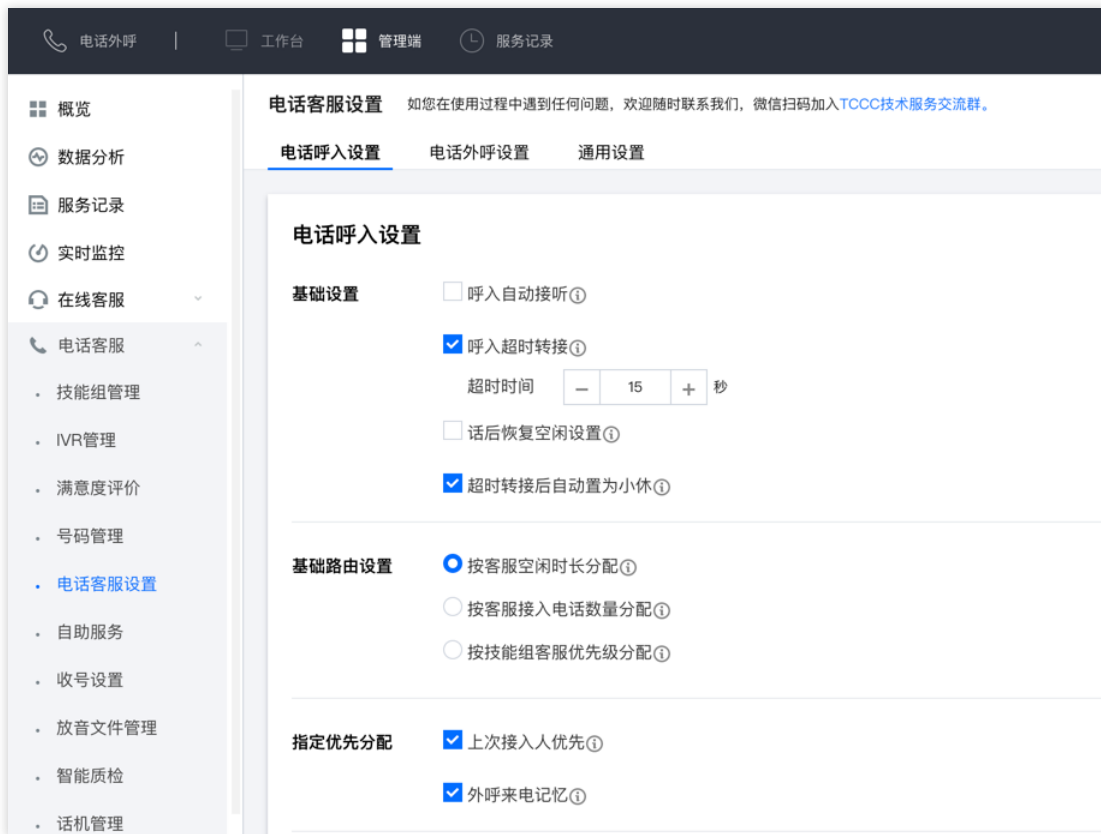 电话外呼 | 工作台 管理端 服务记录
概览
数据分析
服务记录
实时监控
在线客服
电话客服
技能组管理
IVR管理
满意度评价
号码管理
电话客服设置
自助服务
收号设置
放音文件管理
智能质检
话机管理
电话客服设置 如您在使用过程中遇到任何问题，欢迎随时联系我们，微信扫码加入TCCC技术服务交流群。
电话呼入设置 电话外呼设置 通用设置
电话呼入设置
基础设置 呼入自动接听
呼入超时转接
超时时间 － 15 + 秒
话后恢复空闲设置
超时转接后自动置为小休
基础路由设置 按客服空闲时长分配
按客服接入电话数量分配
按技能组客服优先级分配
指定优先分配 上次接入人优先
外呼来电记忆